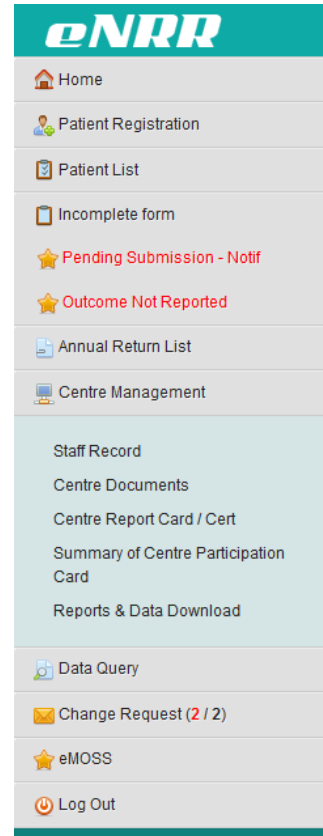 eNRR
Home
Patient Registration
Patient List
Incomplete form
Pending Submission - Notif
Outcome Not Reported
Annual Return List
Centre Management
Staff Record
Centre Documents
Centre Report Card / Cert
Summary of Centre Participation
Card
Reports & Data Download
Data Query
Change Request (2 / 2)
eMOSS
Log Out